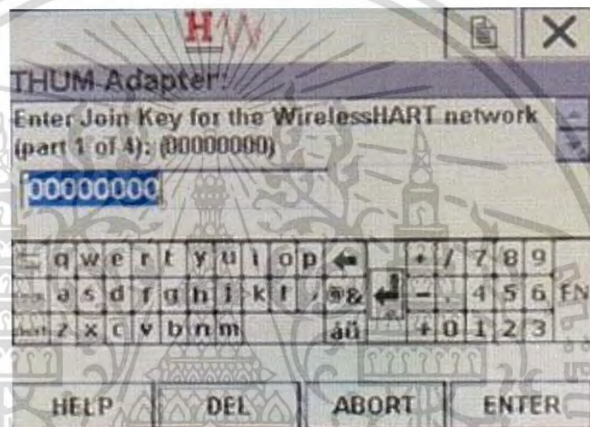 H
THUM Adapter:
Enter Join Key for the WirelessHART network
(part 1 of 4): (00000000)
00000000
q w e r t y u i o p * / 7 8 9
a s d f g h j k l , @& - . 4 5 6 FN
z x c v b n m áü + 0 1 2 3
HELP DEL ABORT ENTER